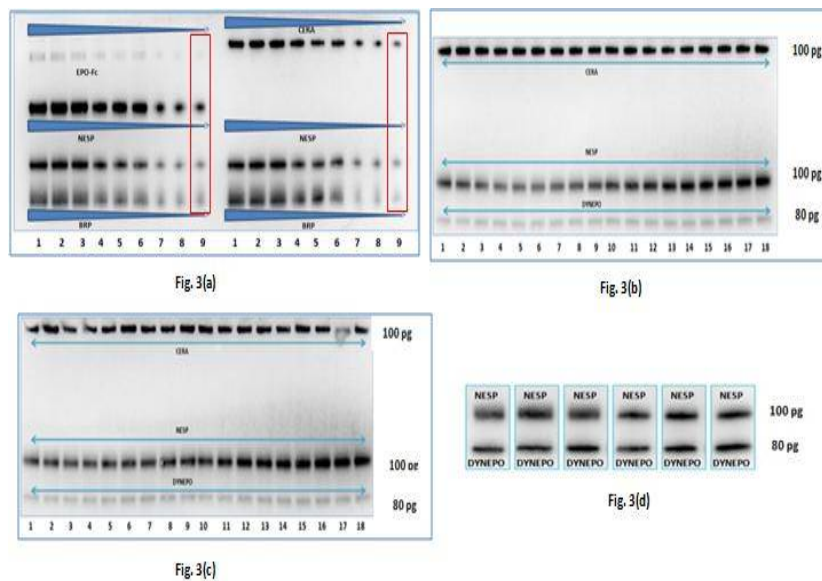 CERA
EPO-Fc
NESP
NESP
BRP
BRP
1 2 3 4 5 6 7 8 9
1 2 3 4 5 6 7 8 9
Fig. 3(a)
100 pg
CERA
NESP
100 pg
DYNEPO
80 pg
1 2 3 4 5 6 7 8 9 10 11 12 13 14 15 16 17 18
Fig. 3(b)
100 pg
CERA
NESP
100 or
DYNEPO
80 pg
1 2 3 4 5 6 7 8 9 10 11 12 13 14 15 16 17 18
Fig. 3(c)
NESP NESP NESP NESP NESP NESP
100 pg
80 pg
DYNEPO DYNEPO DYNEPO DYNEPO DYNEPO DYNEPO
Fig. 3(d)